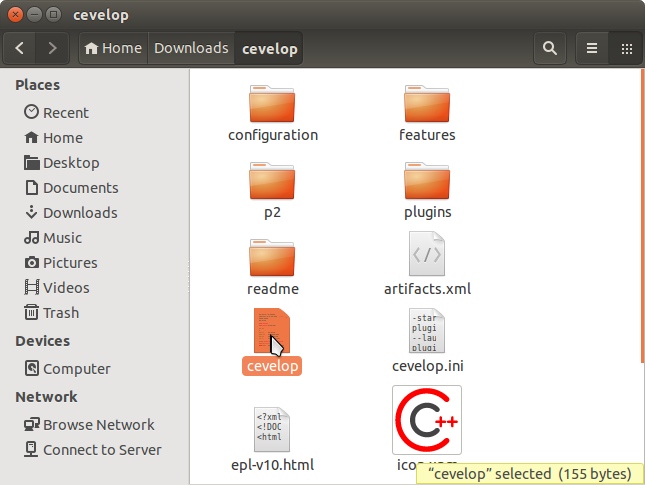 cevelop
Home
Downloads
cevelop
Places
Recent
Home
Desktop
Documents
Downloads
Music
Pictures
Videos
Trash
Devices
Computer
Network
Browse Network
Connect to Server
configuration
features
p2
plugins
readme
</>
artifacts.xml
cevelop
-star
plugi
--lau
plugi
cevelop.ini
<?xml
<!DOC
<html
epl-v10.html
C++
“cevelop” selected (155 bytes)